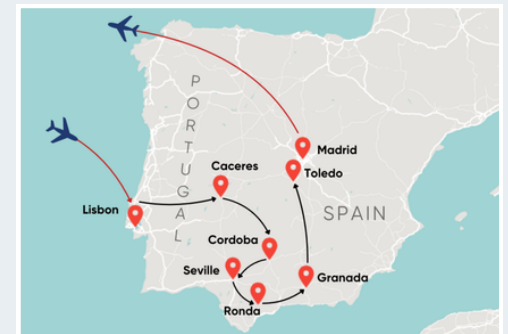 PORTUGAL
Madrid
Toledo
Caceres
Lisbon
SPAIN
Cordoba
Seville
Granada
Ronda